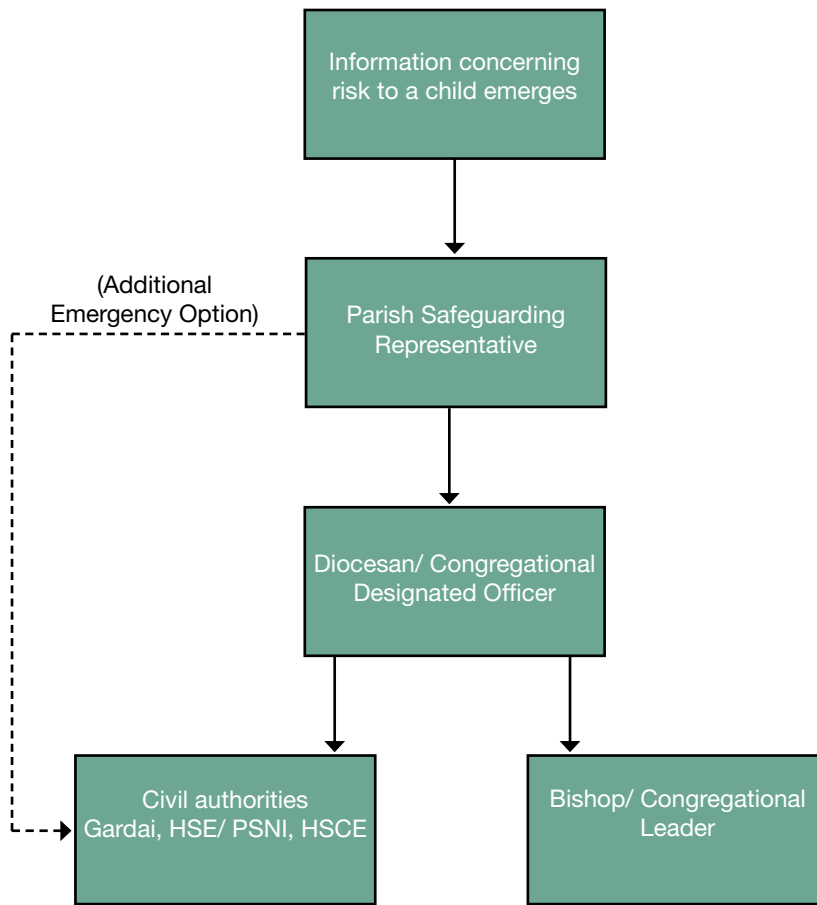 Information concerning
risk to a child emerges
(Additional
Emergency Option)
Parish Safeguarding
Representative
Diocesan/ Congregational
Designated Officer
Civil authorities
Gardai, HSE/ PSNI, HSCE
Bishop/ Congregational
Leader